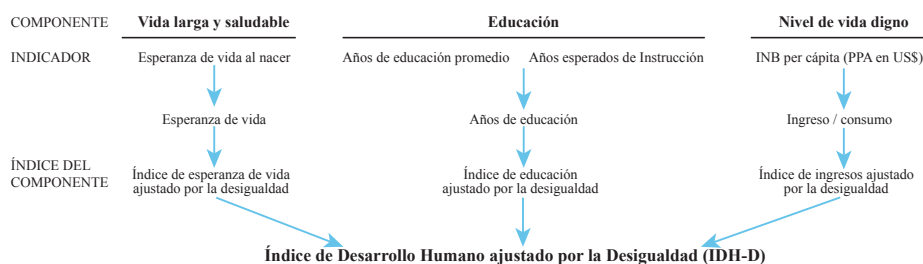 COMPONENTE Vida larga y saludable Educación Nivel de vida digno
INDICADOR Esperanza de vida al nacer Años de educación promedio Años esperados de Instrucción INB per cápita (PPA en US$)
Esperanza de vida Años de educación Ingreso / consumo
ÍNDICE DEL
COMPONENTE
Índice de esperanza de vida
ajustado por la desigualdad
Índice de educación
ajustado por la desigualdad
Índice de ingresos ajustado
por la desigualdad
Índice de Desarrollo Humano ajustado por la Desigualdad (IDH-D)